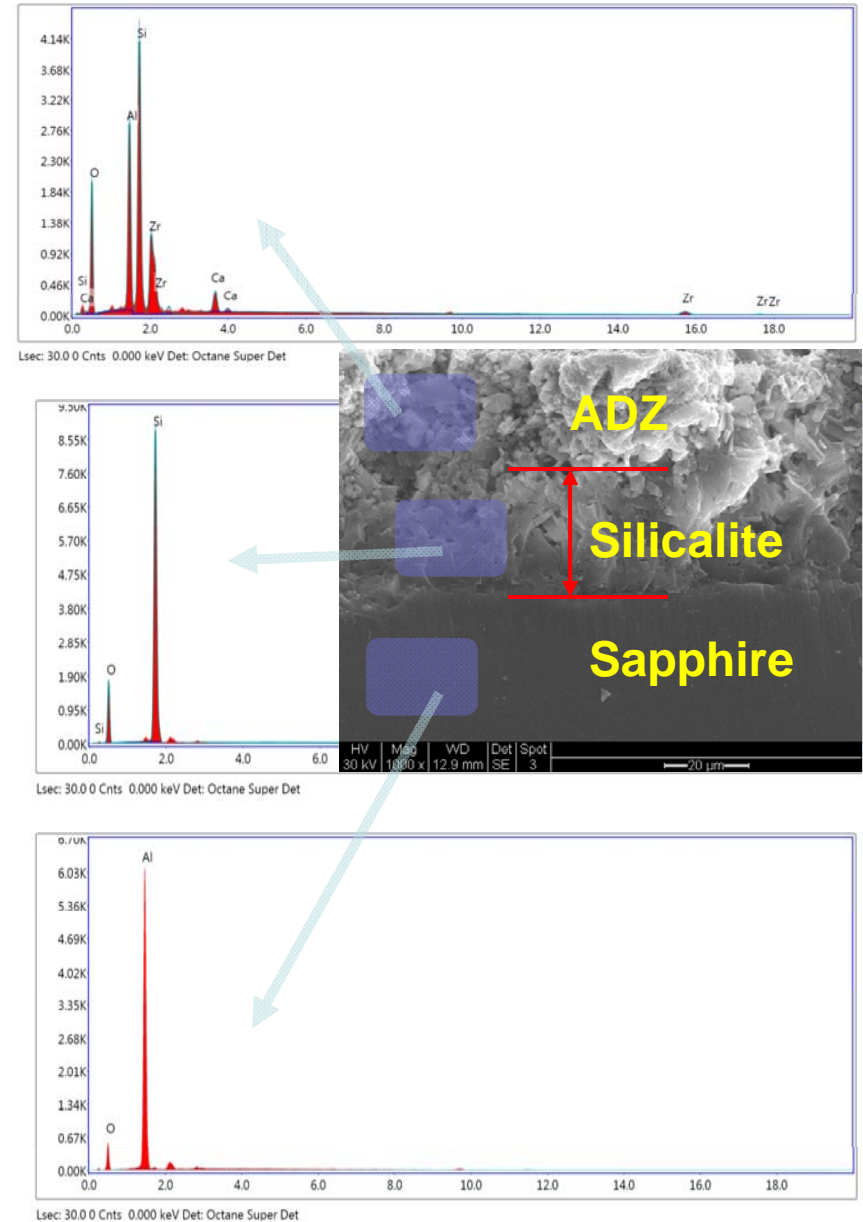 4.14K
3.68K
3.22K
2.76K
2.30K
1.84K
1.38K
0.92K
0.46K
0.00K
Si
Al
O
Zr
Zr
Si
Ca
Ca
Ca
Zr
ZrZr
0.0 2.0 4.0 6.0 8.0 10.0 12.0 14.0 16.0 18.0
Lsec: 30.0 0 Cnts 0.000 keV Det: Octane Super Det
9.50K
8.55K
7.60K
6.65K
5.70K
4.75K
3.80K
2.85K
1.90K
0.95K
0.00K
Si
O
Si
0.0 2.0 4.0 6.0
Lsec: 30.0 0 Cnts 0.000 keV Det: Octane Super Det
ADZ
Silicalite
Sapphire
HV Mag WD Det Spot
30 kV 1000 x 12.9 mm SE 3 20 µm
6.70K
6.03K
5.36K
4.69K
4.02K
3.35K
2.68K
2.01K
1.34K
0.67K
0.00K
Al
O
0.0 2.0 4.0 6.0 8.0 10.0 12.0 14.0 16.0 18.0
Lsec: 30.0 0 Cnts 0.000 keV Det: Octane Super Det